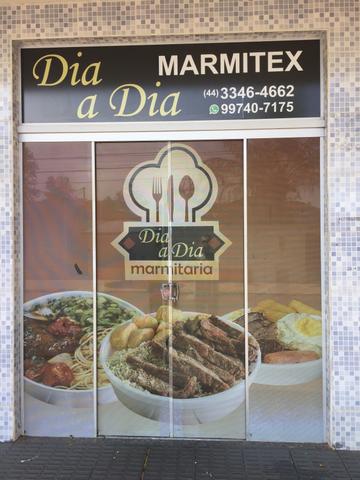 Dia
a Dia
MARMITEX
(44) 3346-4662
99740-7175
Dia
a Dia
marmitaria